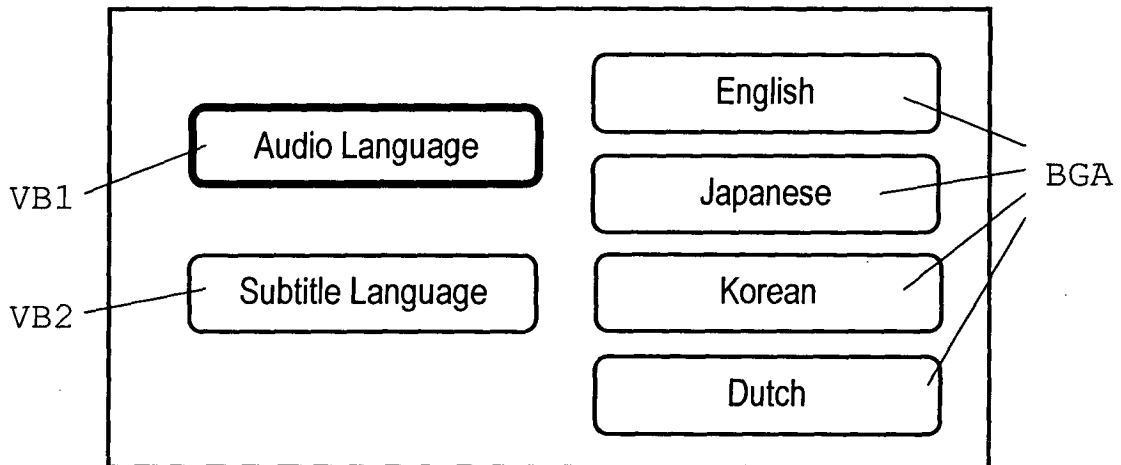 English
Audio Language
BGA
VB1
Japanese
Subtitle Language
Korean
VB2
Dutch